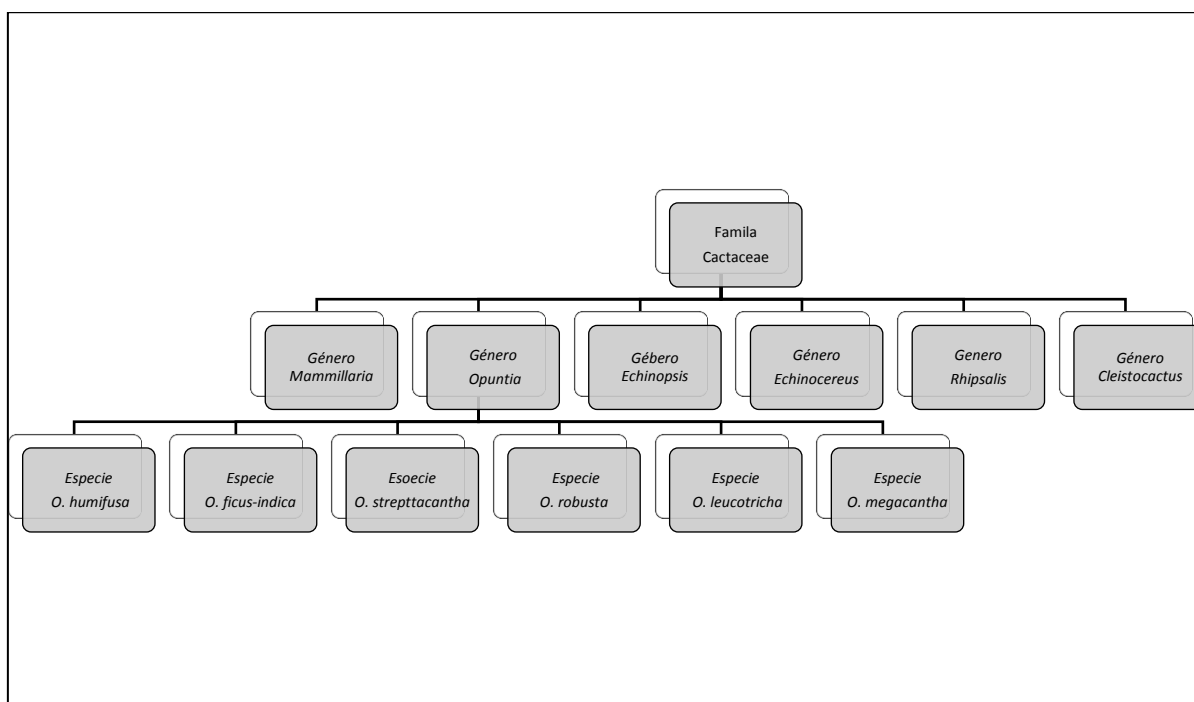 Famila
Cactaceae
Género
Mammillaria
Género
Opuntia
Gébero
Echinopsis
Género
Echinocereus
Genero
Rhipsalis
Género
Cleistocactus
Especie
O. humifusa
Especie
O. ficus-indica
Esoecie
O. strepttacantha
Especie
O. robusta
Especie
O. leucotricha
Especie
O. megacantha